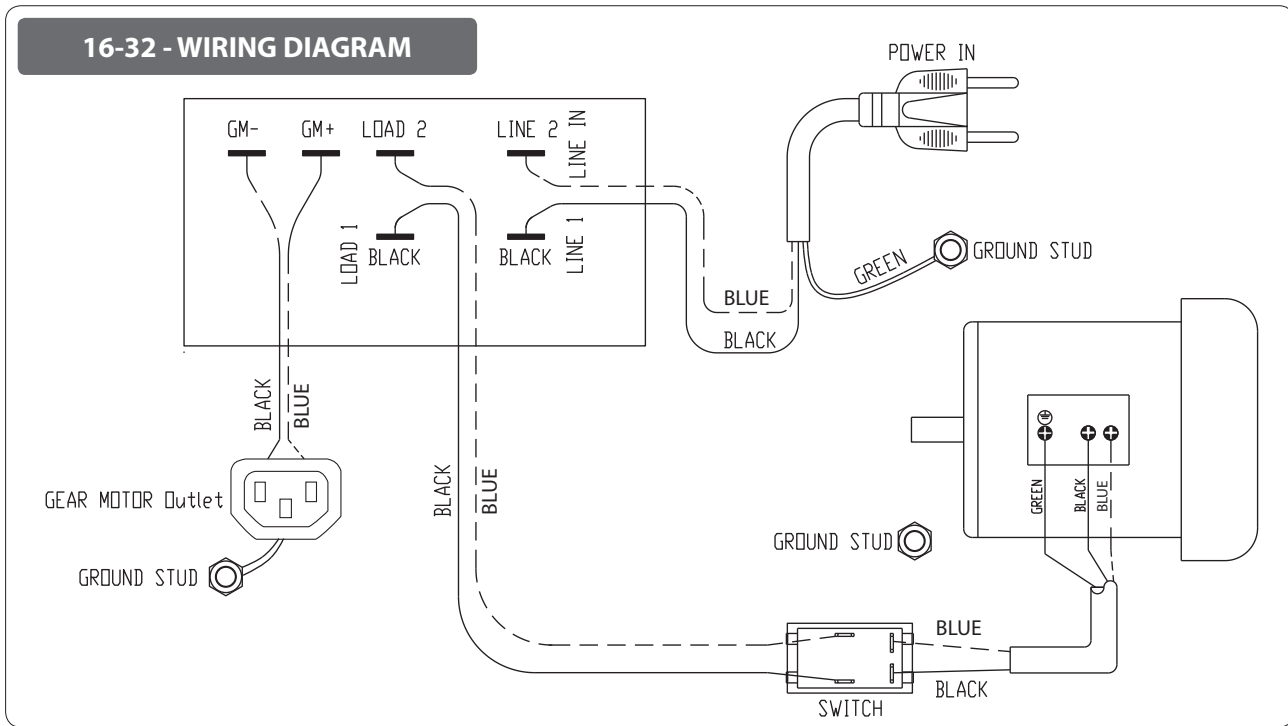 16-32 - WIRING DIAGRAM
POWER IN
GM-
GM+
LOAD 2
LINE 2
LINE IN
LOAD 1
BLACK
BLACK
LINE 1
GREEN
GROUND STUD
BLUE
BLACK
BLACK
BLUE
GEAR MOTOR Outlet
GROUND STUD
BLACK
BLUE
GREEN
BLACK
BLUE
GROUND STUD
BLUE
BLACK
SWITCH